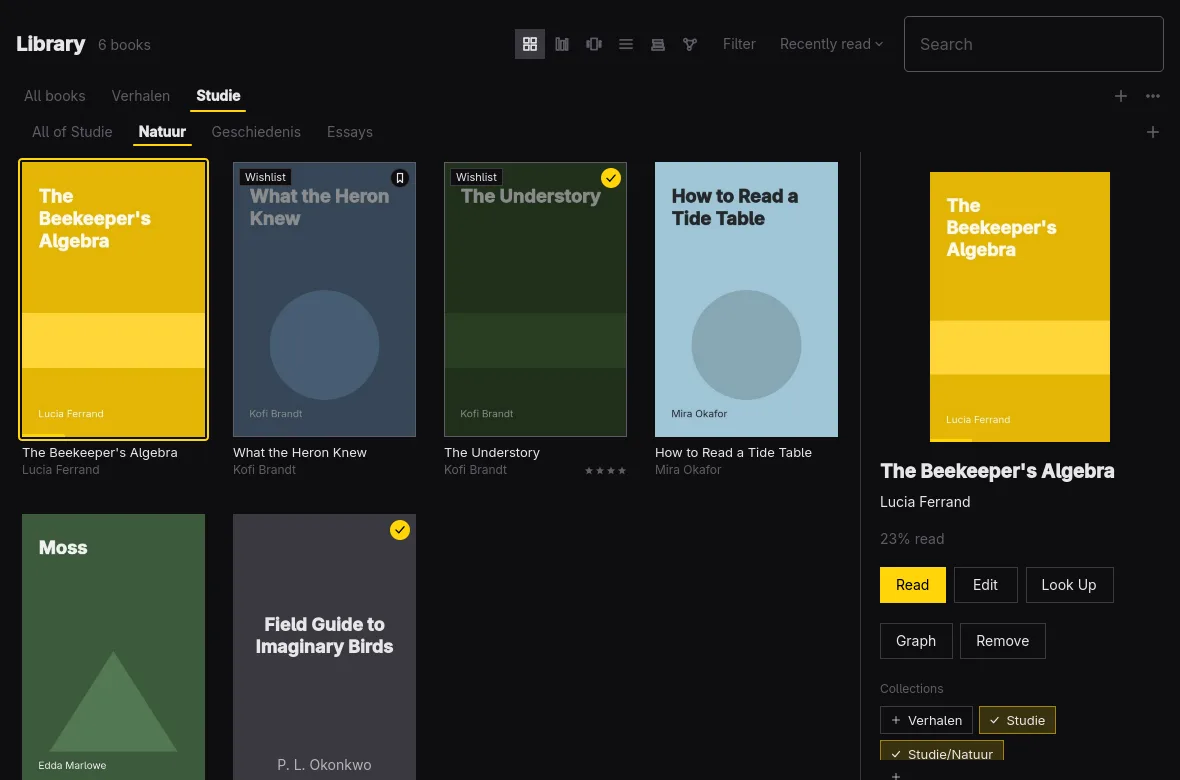 Library 6 books Filter Recently read Search
All books Verhalen Studie
All of Studie Natuur Geschiedenis Essays
The
Beekeeper's
Algebra
Lucia Ferrand
The Beekeeper's Algebra
Lucia Ferrand
Wishlist
What the Heron
Knew
Kofi Brandt
What the Heron Knew
Kofi Brandt
Wishlist
The Understory
Kofi Brandt
The Understory
Kofi Brandt ★★★★
How to Read a
Tide Table
Mira Okafor
How to Read a Tide Table
Mira Okafor
Moss
Edda Marlowe
Field Guide to
Imaginary Birds
P. L. Okonkwo
The
Beekeeper's
Algebra
Lucia Ferrand
The Beekeeper's Algebra
Lucia Ferrand
23% read
Read Edit Look Up
Graph Remove
Collections
+ Verhalen ✓ Studie
✓ Studie/Natuur
+